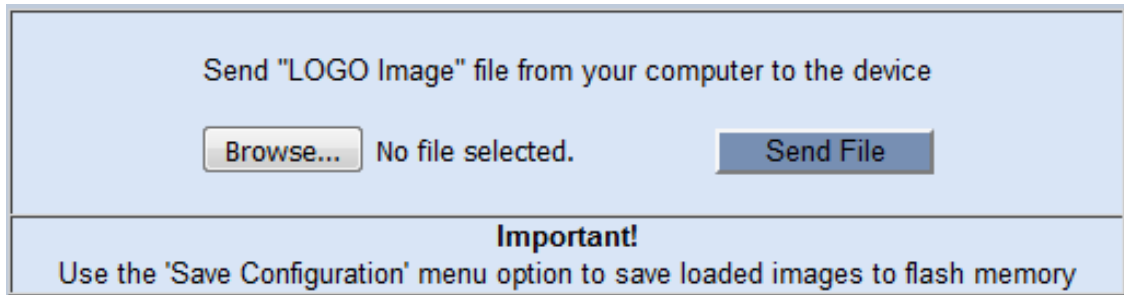 Send "LOGO Image" file from your computer to the device
Browse... No file selected. Send File
Important!
Use the 'Save Configuration' menu option to save loaded images to flash memory